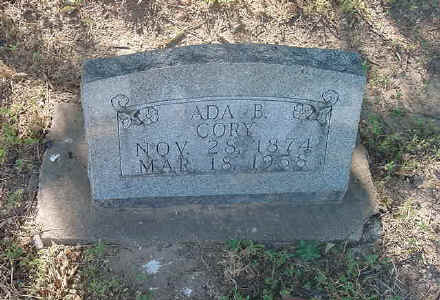 ADA B.
CORY
NOV. 28, 1874
MAR. 18, 1958